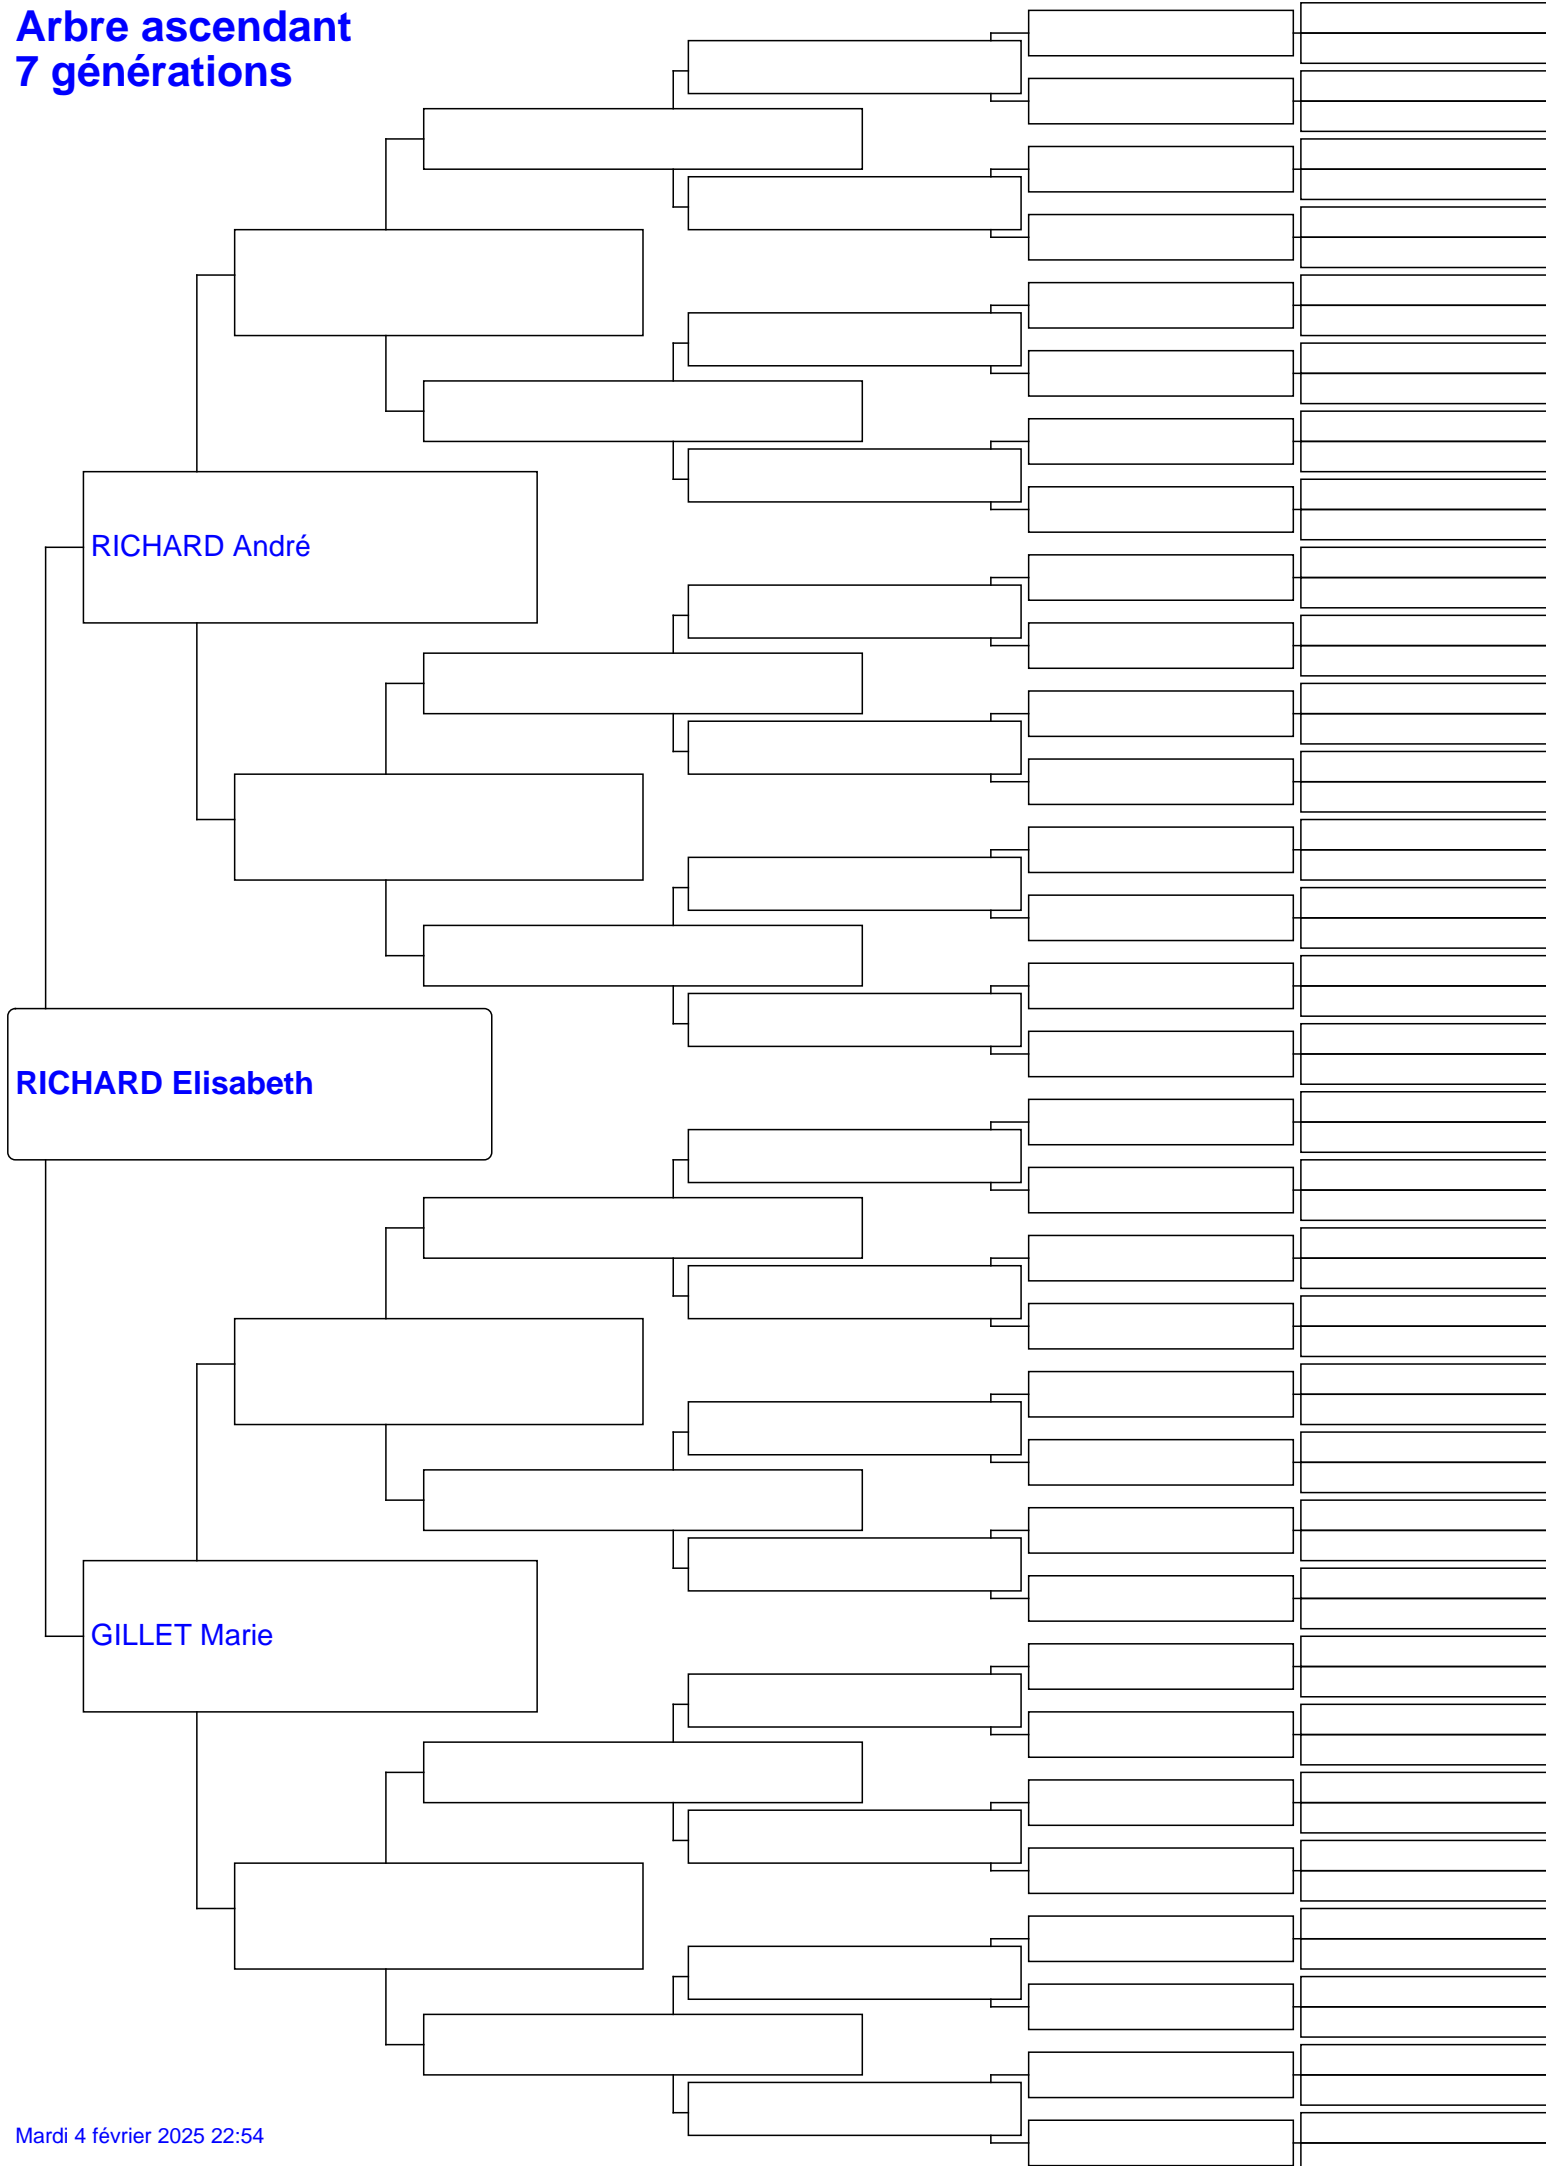 Arbre ascendant
7 générations
RICHARD André
RICHARD Elisabeth
GILLET Marie
Mardi 4 février 2025 22:54